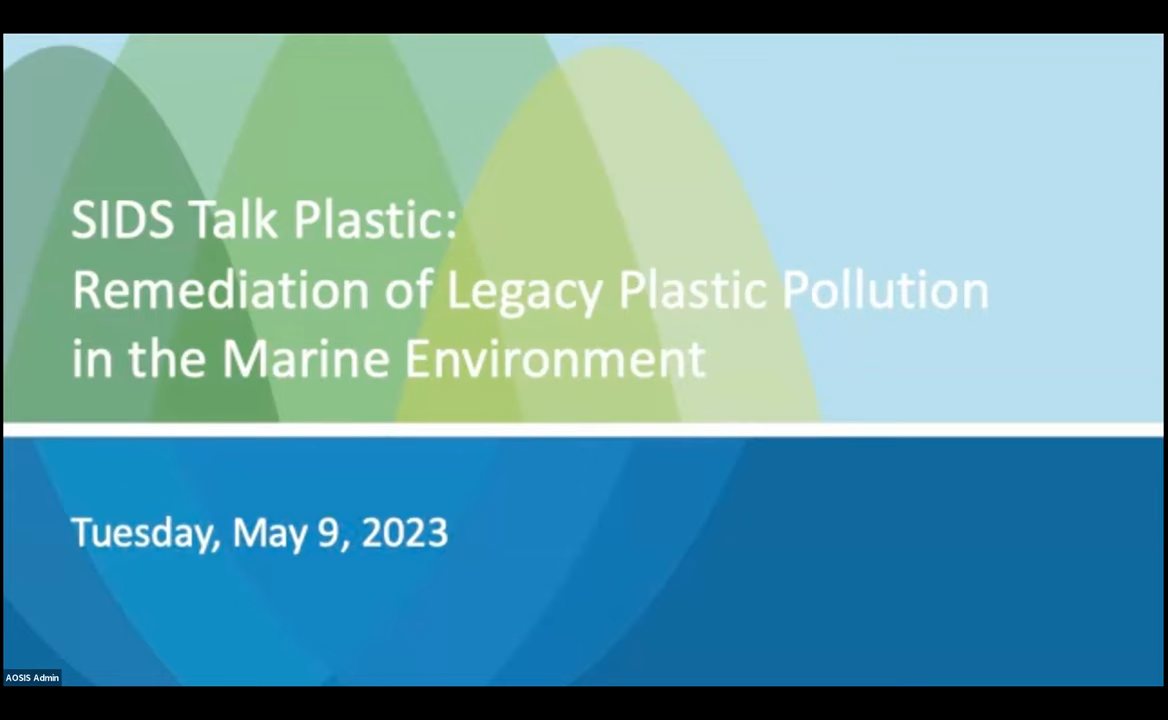 SIDS Talk Plastic:
Remediation of Legacy Plastic Pollution
in the Marine Environment
Tuesday, May 9, 2023
AOSIS Admin